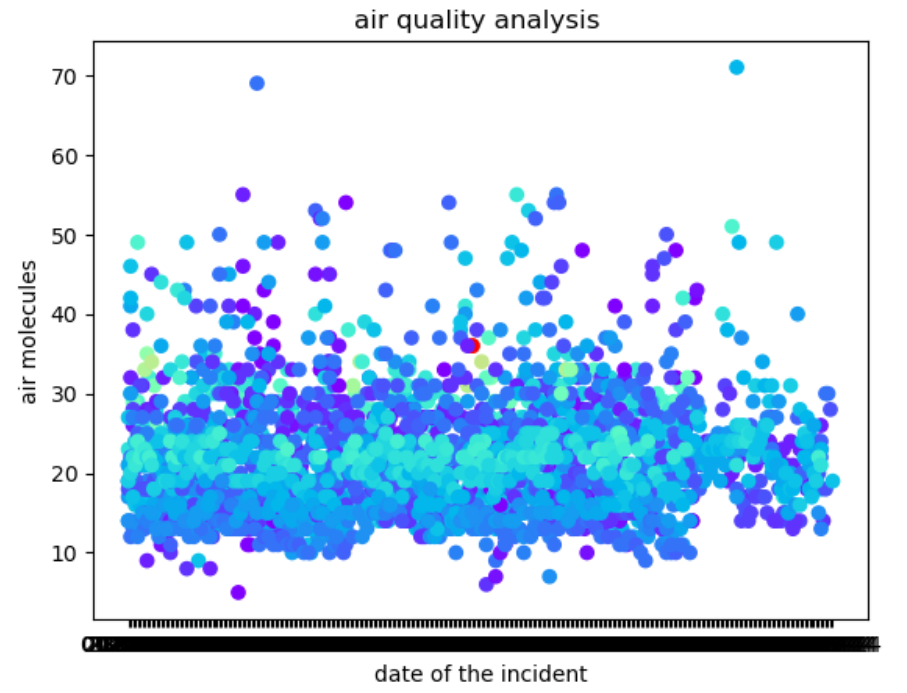 air quality analysis
70
60
50
40
30
20
10
air molecules
date of the incident